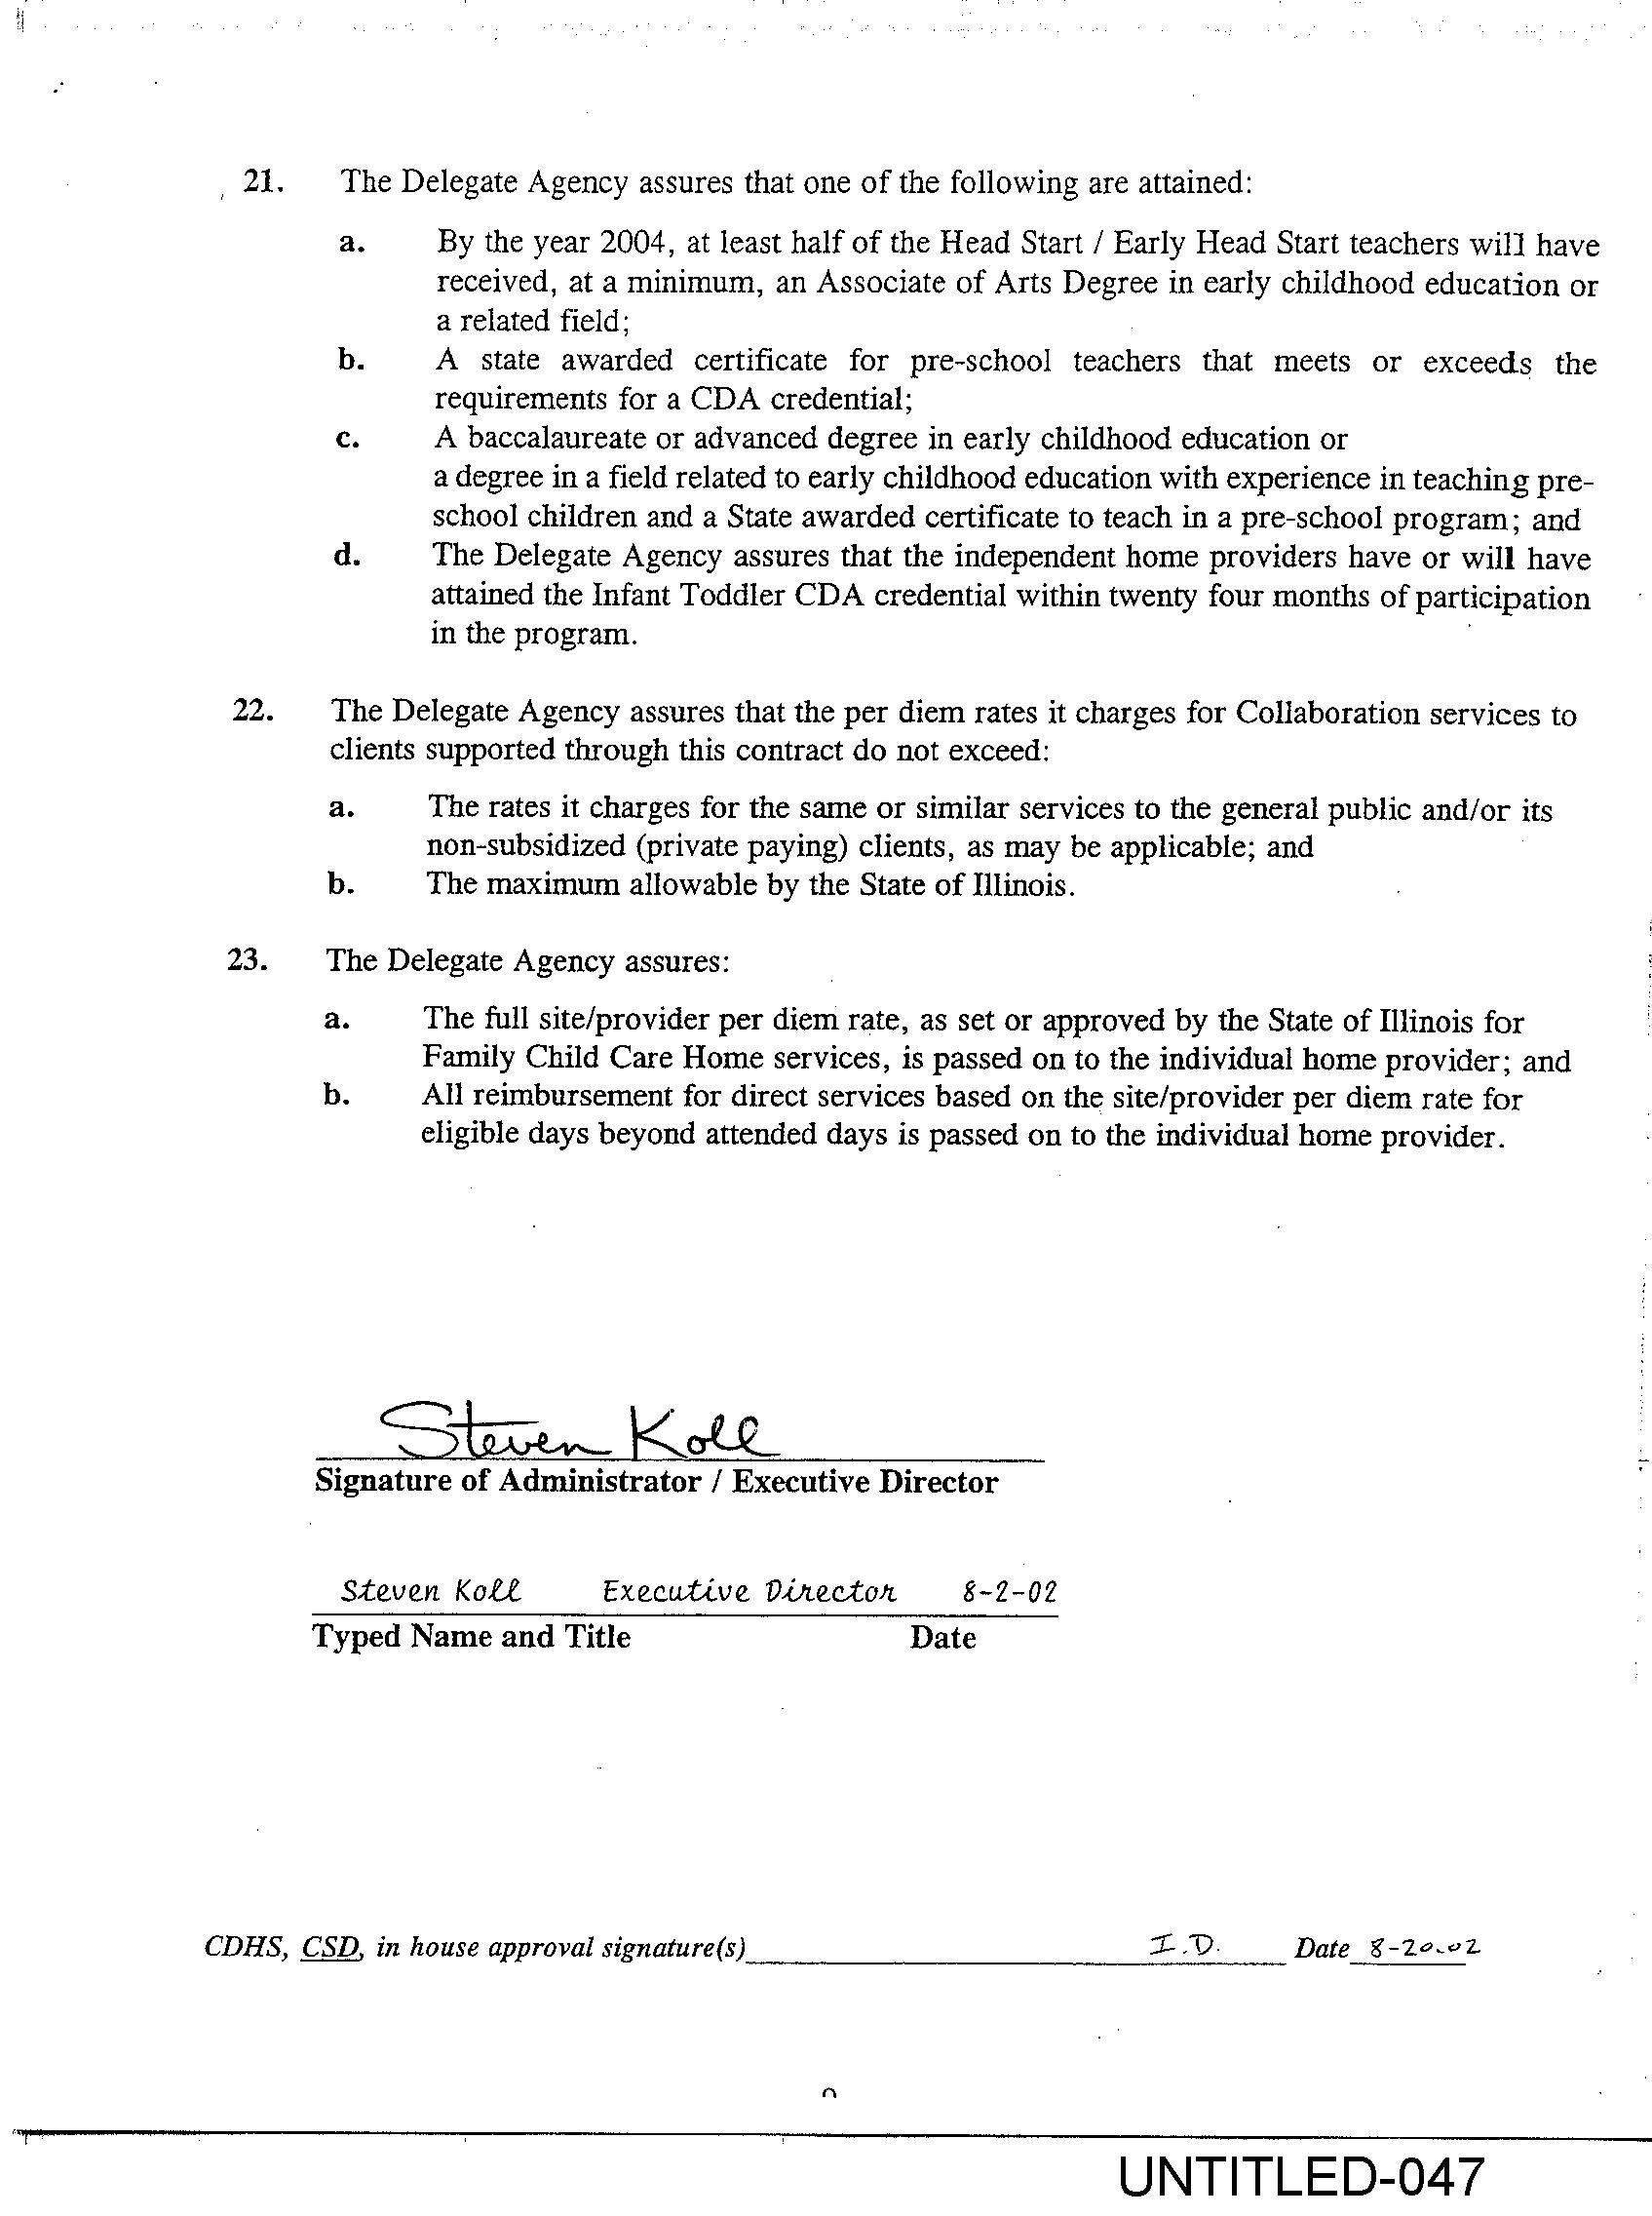 21. The Delegate Agency assures that one of the following are attained:
a. By the year 2004, at least half of the Head Start / Early Head Start teachers will have
received, at a minimum, an Associate of Arts Degree in early childhood education or
a related field;
b. A state awarded certificate for pre-school teachers that meets or exceeds the
requirements for a CDA credential;
c. A baccalaureate or advanced degree in early childhood education or
a degree in a field related to early childhood education with experience in teaching pre-
school children and a State awarded certificate to teach in a pre-school program; and
d. The Delegate Agency assures that the independent home providers have or will have
attained the Infant Toddler CDA credential within twenty four months of participation
in the program.
22. The Delegate Agency assures that the per diem rates it charges for Collaboration services to
clients supported through this contract do not exceed:
a. The rates it charges for the same or similar services to the general public and/or its
non-subsidized (private paying) clients, as may be applicable; and
b. The maximum allowable by the State of Illinois.
23. The Delegate Agency assures:
a. The full site/provider per diem rate, as set or approved by the State of Illinois for
Family Child Care Home services, is passed on to the individual home provider; and
b. All reimbursement for direct services based on the site/provider per diem rate for
eligible days beyond attended days is passed on to the individual home provider.
Steven Koll
Signature of Administrator / Executive Director
Steven Koll Executive Director 8-2-02
Typed Name and Title Date
CDHS, CSD, in house approval signature(s) I.D. Date 8-20-02
UNTITLED-047